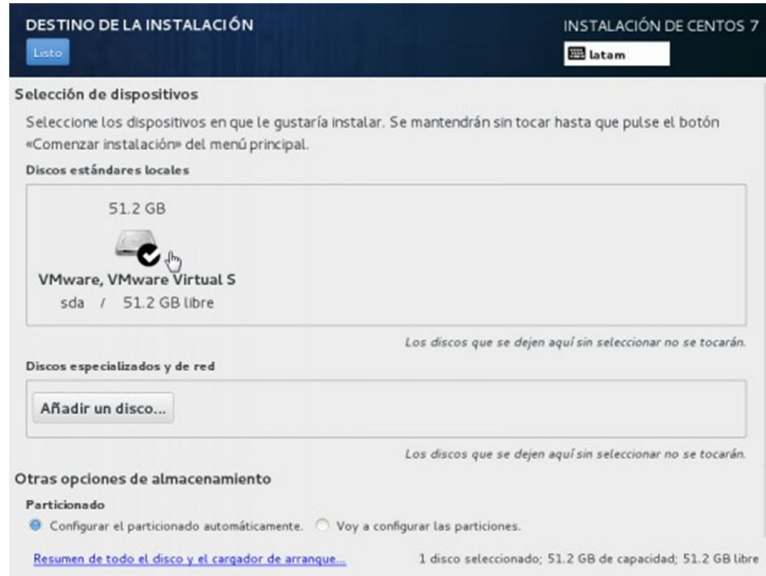 DESTINO DE LA INSTALACIÓN
INSTALACIÓN DE CENTOS 7
Listo
latam
Selección de dispositivos
Seleccione los dispositivos en que le gustaría instalar. Se mantendrán sin tocar hasta que pulse el botón
«Comenzar instalación» del menú principal.
Discos estándares locales
51.2 GB
VMware, VMware Virtual S
sda / 51.2 GB libre
Los discos que se dejen aquí sin seleccionar no se tocarán.
Discos especializados y de red
Añadir un disco...
Los discos que se dejen aquí sin seleccionar no se tocarán.
Otras opciones de almacenamiento
Particionado
Configurar el particionado automáticamente. Voy a configurar las particiones.
Resumen de todo el disco y el cargador de arranque... 1 disco seleccionado; 51.2 GB de capacidad; 51.2 GB libre